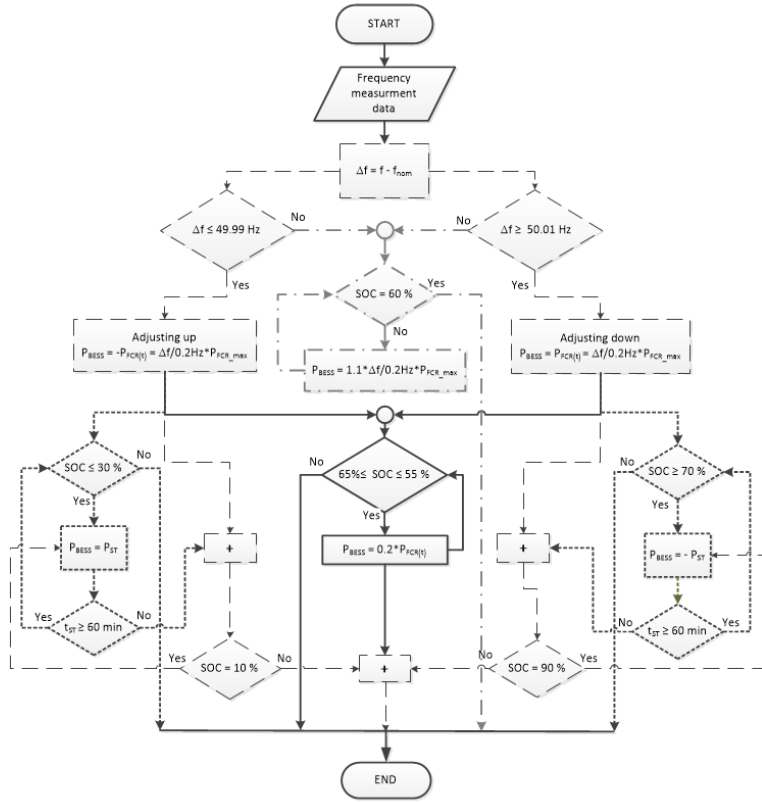 START
Frequency
measurment
data
Δf = f - fnom
Δf ≤ 49.99 Hz
No
No
Δf ≥ 50.01 Hz
SOC = 60 %
Yes
Yes
Yes
No
Adjusting up
PBESS = -PFCR(t) = Δf/0.2Hz*PFCR_max
PBESS = 1.1*Δf/0.2Hz*PFCR_max
Adjusting down
PBESS = PFCR(t) = Δf/0.2Hz*PFCR_max
SOC ≤ 30 %
No
No
65%≤ SOC ≤ 55 %
No
SOC ≥ 70 %
Yes
Yes
Yes
PBESS = PST
+
PBESS = 0.2*PFCR(t)
+
PBESS = - PST
Yes
tST ≥ 60 min
No
No
tST ≥ 60 min
Yes
Yes
SOC = 10 %
No
+
No
SOC = 90 %
Yes
END